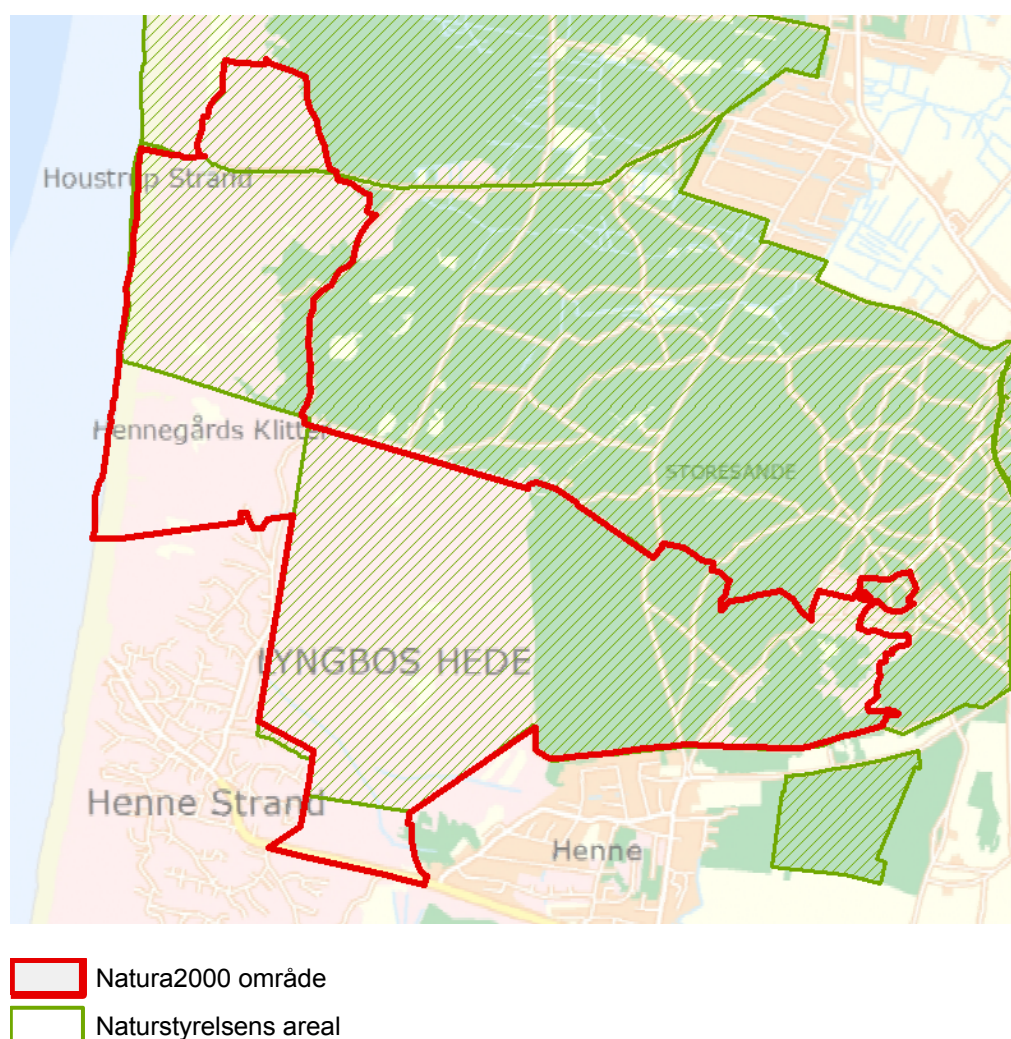 Houstrup Strand
Hennegårds Klitter
STORESANDE
LYNGBOS HEDE
Henne Strand
Henne
Natura2000 område
Naturstyrelsens areal